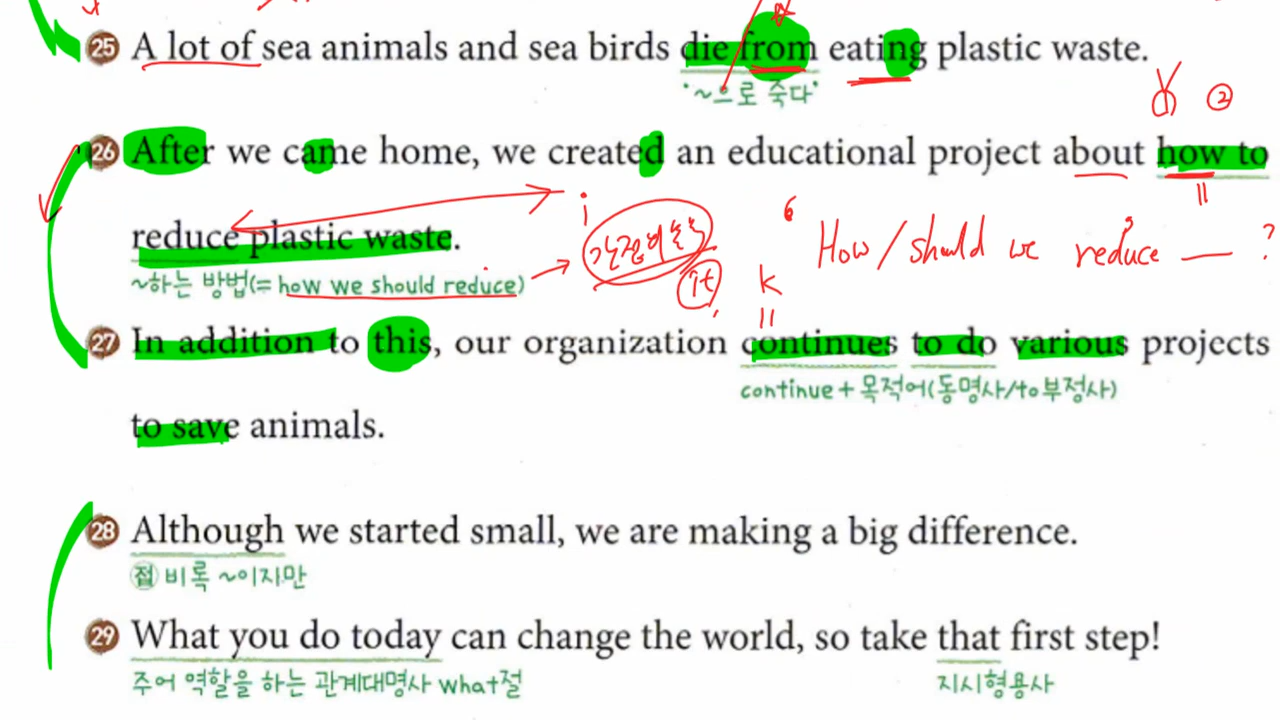 25 A lot of sea animals and sea birds die from eating plastic waste.
'~으로 죽다'
②
26 After we came home, we created an educational project about how to
reduce plastic waste.
간접의문문
How / should we reduce ?
~하는 방법(= how we should reduce)
it
k
27 In addition to this, our organization continues to do various projects
continue + 목적어(동명사/to부정사)
to save animals.
28 Although we started small, we are making a big difference.
접 비록 ~이지만
29 What you do today can change the world, so take that first step!
주어 역할을 하는 관계대명사 what절
지시형용사